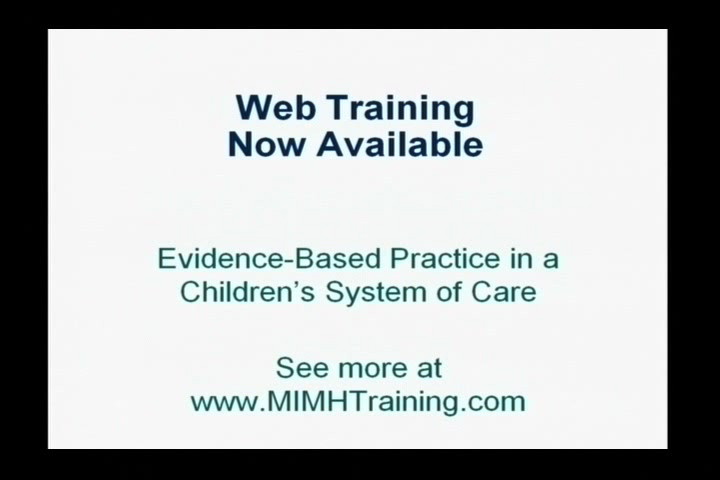 Web Training
Now Available
Evidence-Based Practice in a
Children's System of Care
See more at
www.MIMHTraining.com